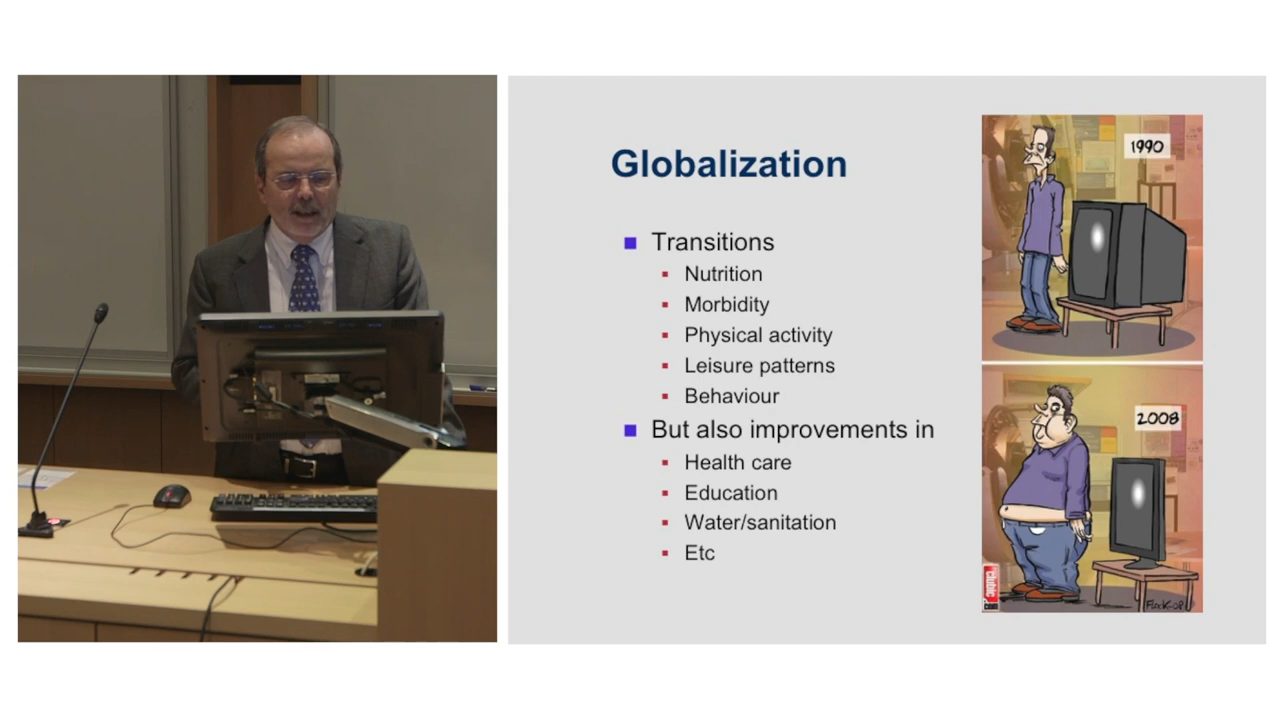 Globalization
Transitions
Nutrition
Morbidity
Physical activity
Leisure patterns
Behaviour
But also improvements in
Health care
Education
Water/sanitation
Etc
1990
2008